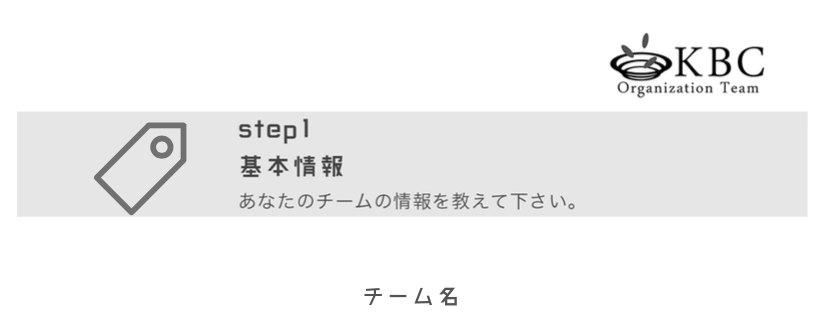 KBC
Organization Team
step1
基本情報
あなたのチームの情報を教えて下さい。
チーム名